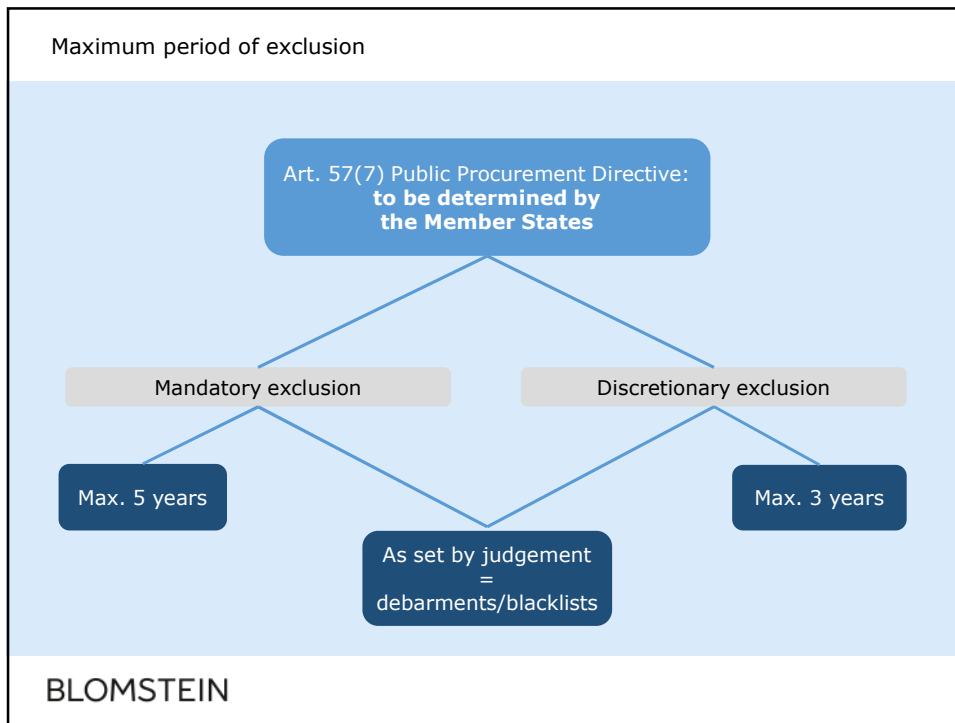 Maximum period of exclusion
Art. 57(7) Public Procurement Directive:
to be determined by
the Member States
Mandatory exclusion
Discretionary exclusion
Max. 5 years
Max. 3 years
As set by judgement
=
debarments/blacklists
BLOMSTEIN